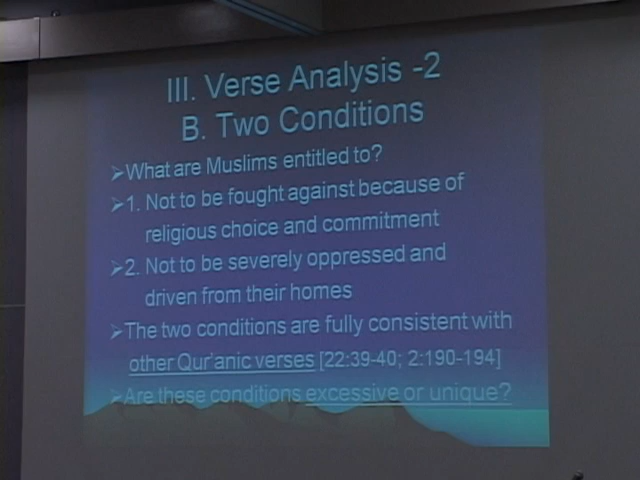 III. Verse Analysis -2
B. Two Conditions
➢What are Muslims entitled to?
➢1. Not to be fought against because of
religious choice and commitment
➢2. Not to be severely oppressed and
driven from their homes
➢The two conditions are fully consistent with
other Qur'anic verses [22:39-40; 2:190-194]
➢Are these conditions excessive or unique?